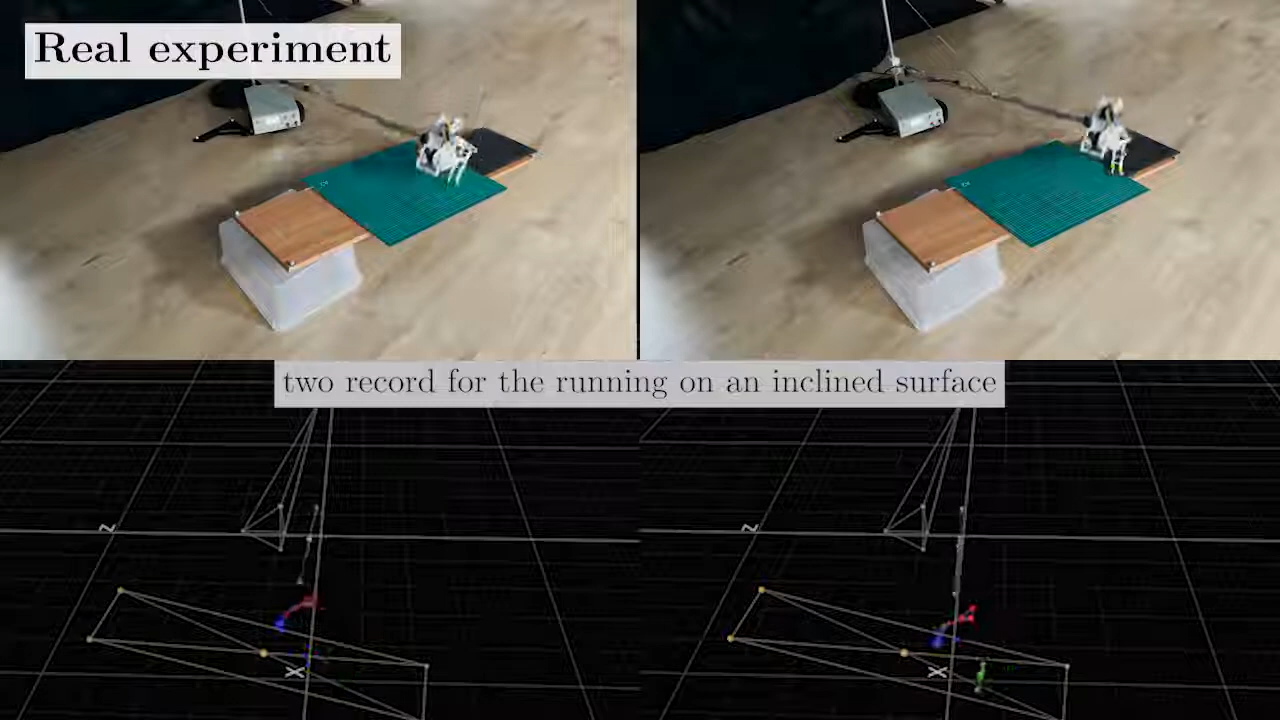 Real experiment
two record for the running on an inclined surface
Z
Z
X
X